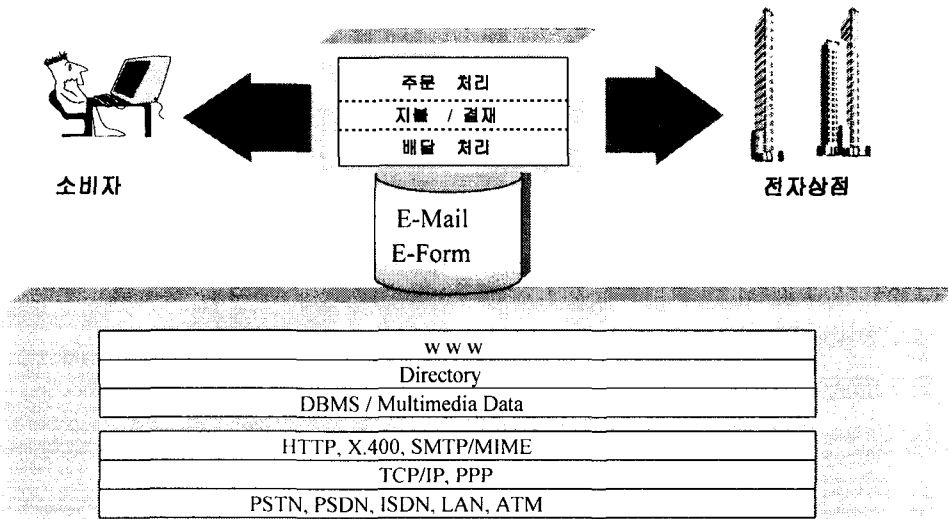 주문 처리
지불 / 결재
배달 처리
소비자
전자상점
E-Mail
E-Form
W W W
Directory
DBMS / Multimedia Data
HTTP, X.400, SMTP/MIME
TCP/IP, PPP
PSTN, PSDN, ISDN, LAN, ATM